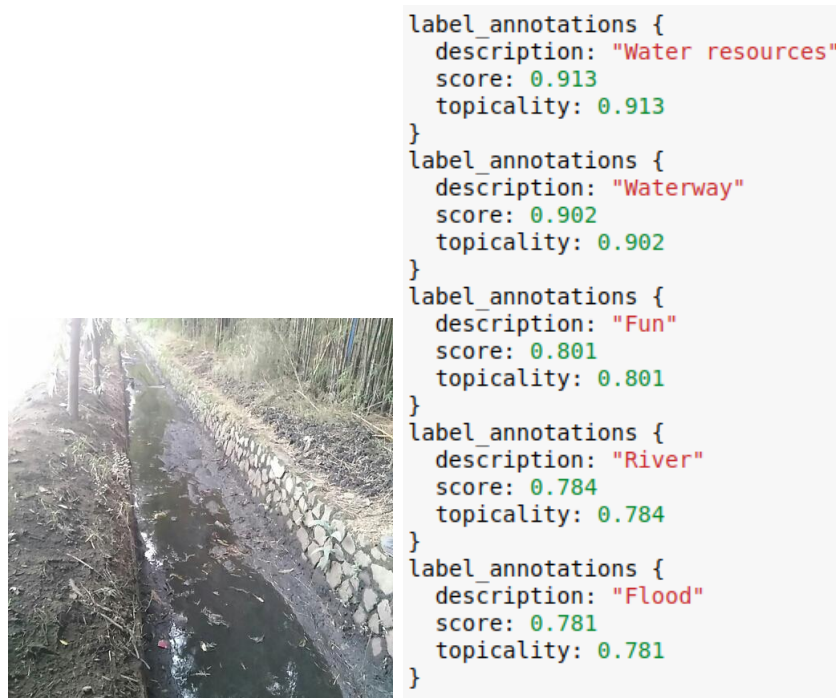 label_annotations {
  description: "Water resources"
  score: 0.913
  topicality: 0.913
}
label_annotations {
  description: "Waterway"
  score: 0.902
  topicality: 0.902
}
label_annotations {
  description: "Fun"
  score: 0.801
  topicality: 0.801
}
label_annotations {
  description: "River"
  score: 0.784
  topicality: 0.784
}
label_annotations {
  description: "Flood"
  score: 0.781
  topicality: 0.781
}